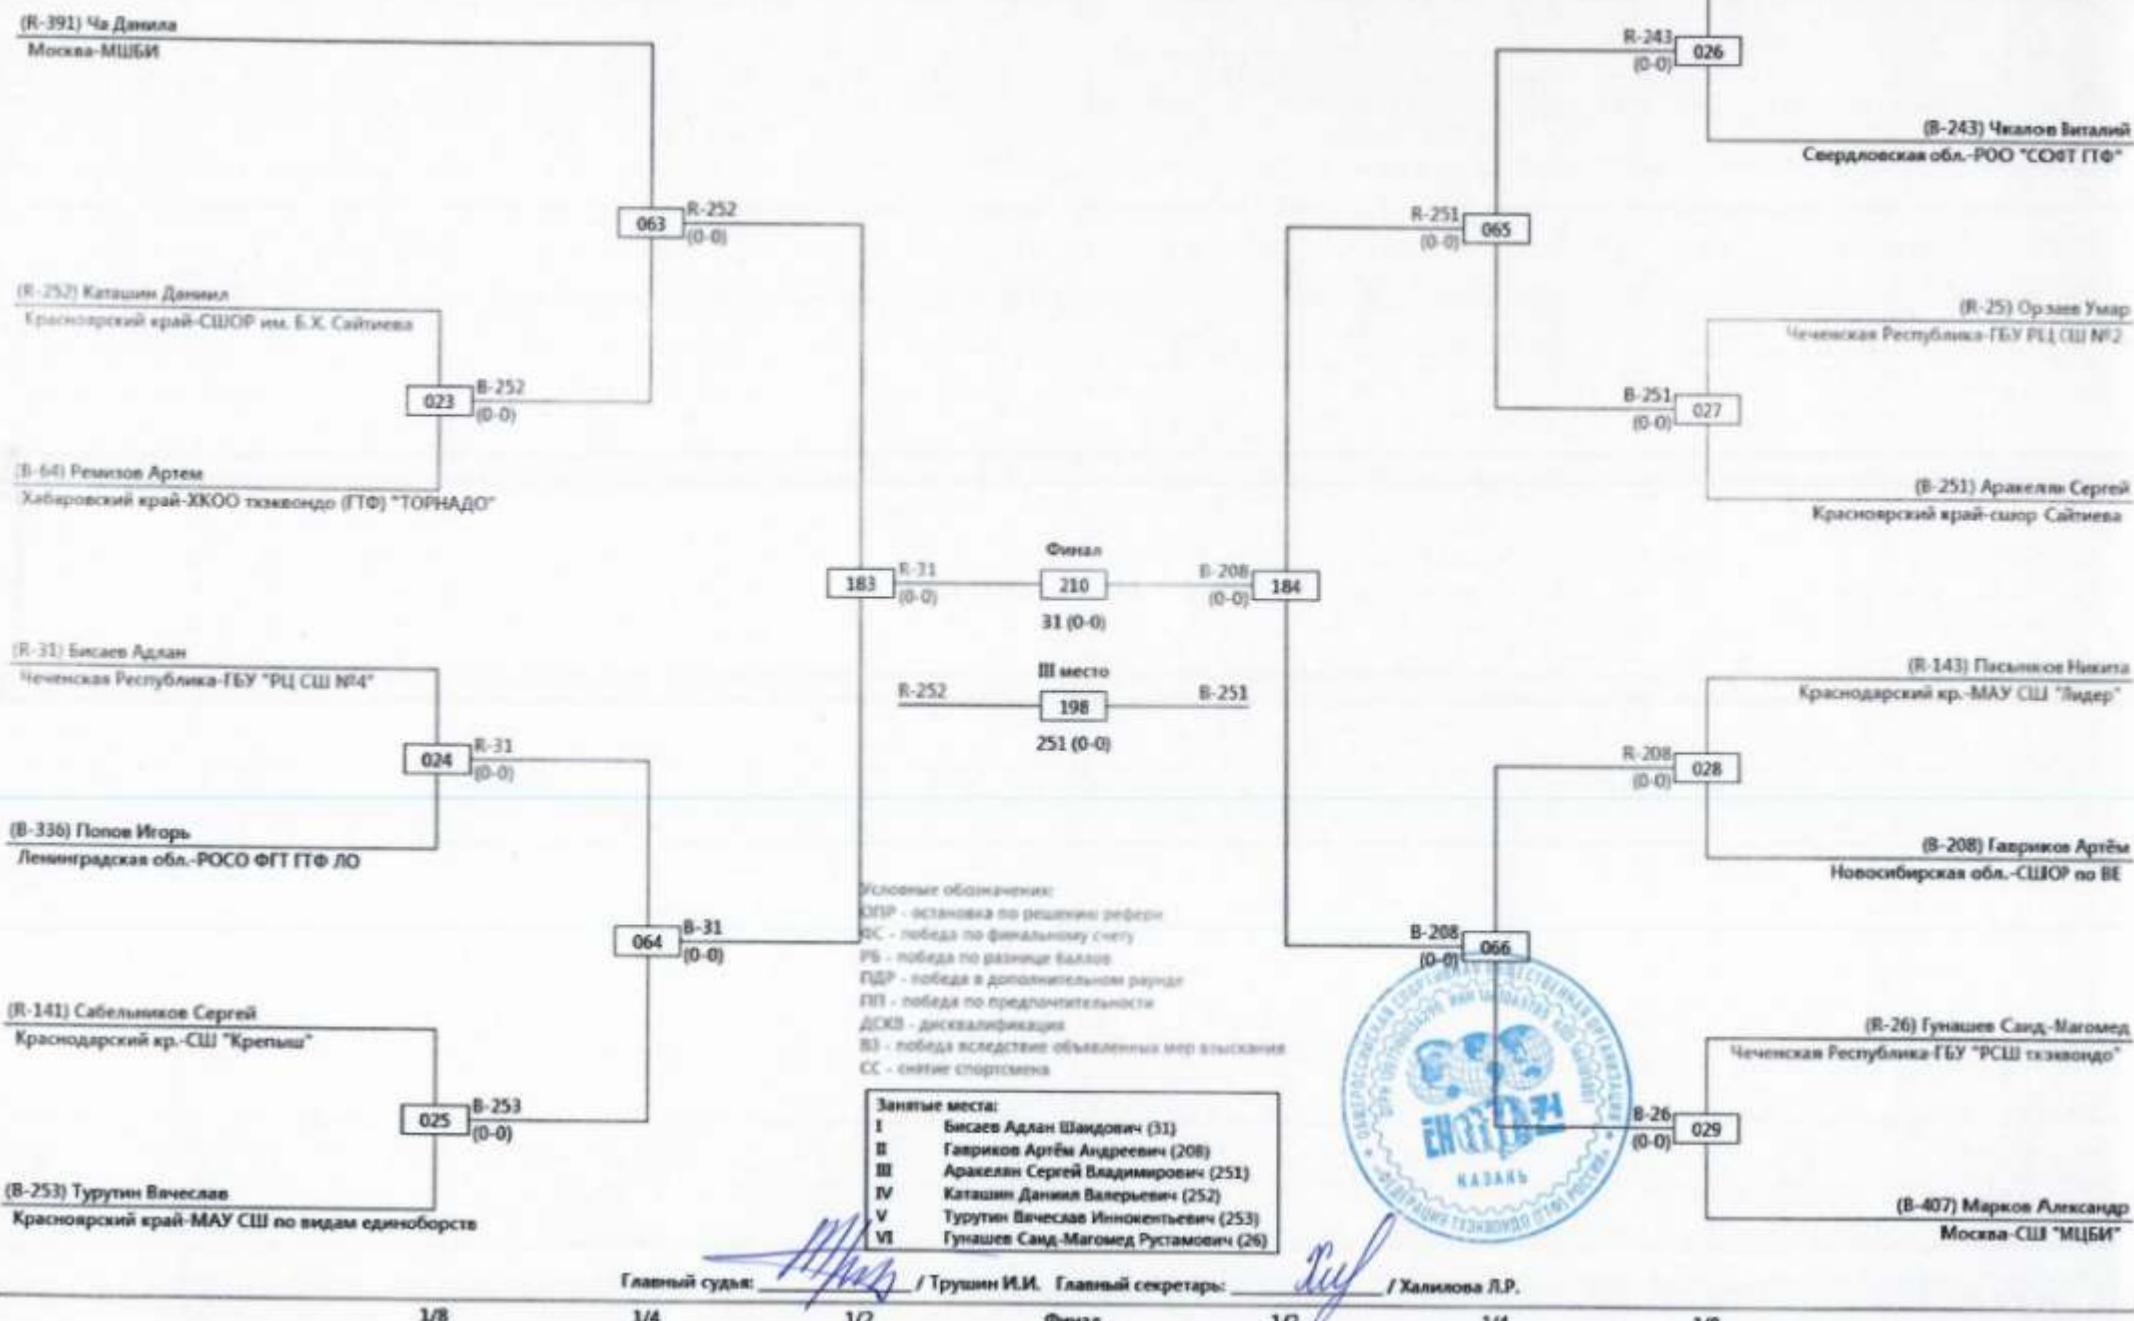 (R-391) Ча Данила
Москва-МШБИ
R-243
(0-0)
026
(B-243) Чкалов Виталий
Свердловская обл.-РОО "СОФТ ГТФ"
063
R-252
(0-0)
R-251
(0-0)
065
(R-252) Каташин Даниил
Красноярский край-СШОР им. Б.Х. Сайтиева
(R-25) Орзаев Умар
Чеченская Республика-ГБУ РЦ СШ №2
023
B-252
(0-0)
B-251
(0-0)
027
(B-64) Ремизов Артем
Хабаровский край-ХКОО тхэквондо (ГТФ) "ТОРНАДО"
(B-251) Аракелян Сергей
Красноярский край-сшор Сайтиева
Финал
183
R-31
(0-0)
210
B-208
(0-0)
184
31 (0-0)
(R-31) Бисаев Адлан
Чеченская Республика-ГБУ "РЦ СШ №4"
III место
R-252
198
B-251
251 (0-0)
(R-143) Пасынков Никита
Краснодарский кр.-МАУ СШ "Лидер"
024
R-31
(0-0)
R-208
(0-0)
028
(B-336) Попов Игорь
Ленинградская обл.-РОСО ФГТ ГТФ ЛО
(B-208) Гавриков Артём
Новосибирская обл.-СШОР по ВЕ
Условные обозначения:
ОПР - остановка по решению рефери
ФС - победа по финальному счету
РБ - победа по разнице баллов
ПДР - победа в дополнительном раунде
ПП - победа по предпочтительности
ДСКВ - дисквалификация
ВЗ - победа вследствие объявленных мер взыскания
СС - снятие спортсмена
064
B-31
(0-0)
B-208
(0-0)
066
(R-141) Сабельников Сергей
Краснодарский кр.-СШ "Крепыш"
(R-26) Гунашев Саид-Магомед
Чеченская Республика-ГБУ "РСШ тхэквондо"
025
B-253
(0-0)
B-26
(0-0)
029
(B-253) Турутин Вячеслав
Красноярский край-МАУ СШ по видам единоборств
(B-407) Марков Александр
Москва-СШ "МЦБИ"
Занятые места:
I Бисаев Адлан Шаидович (31)
II Гавриков Артём Андреевич (208)
III Аракелян Сергей Владимирович (251)
IV Каташин Даниил Валерьевич (252)
V Турутин Вячеслав Иннокентьевич (253)
VI Гунашев Саид-Магомед Рустамович (26)
ОБЩЕРОССИЙСКАЯ СПОРТИВНАЯ ОБЩЕСТВЕННАЯ ОРГАНИЗАЦИЯ
"ФЕДЕРАЦИЯ ТХЭКВОНДО (ГТФ) РОССИИ"
КАЗАНЬ
Главный судья: / Трушин И.И. Главный секретарь: / Халилова Л.Р.
1/8 1/4 1/2 Финал 1/2 1/4 1/8